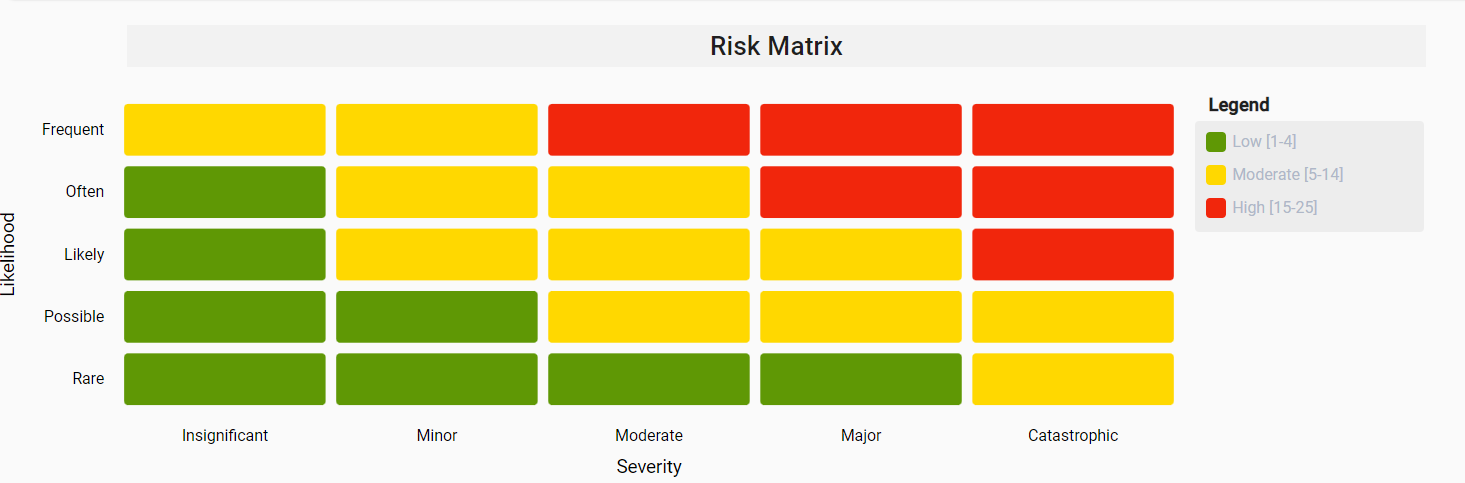 Risk Matrix
Legend
Low [1-4]
Moderate [5-14]
High [15-25]
Likelihood
Frequent
Often
Likely
Possible
Rare
Insignificant
Minor
Moderate
Major
Catastrophic
Severity